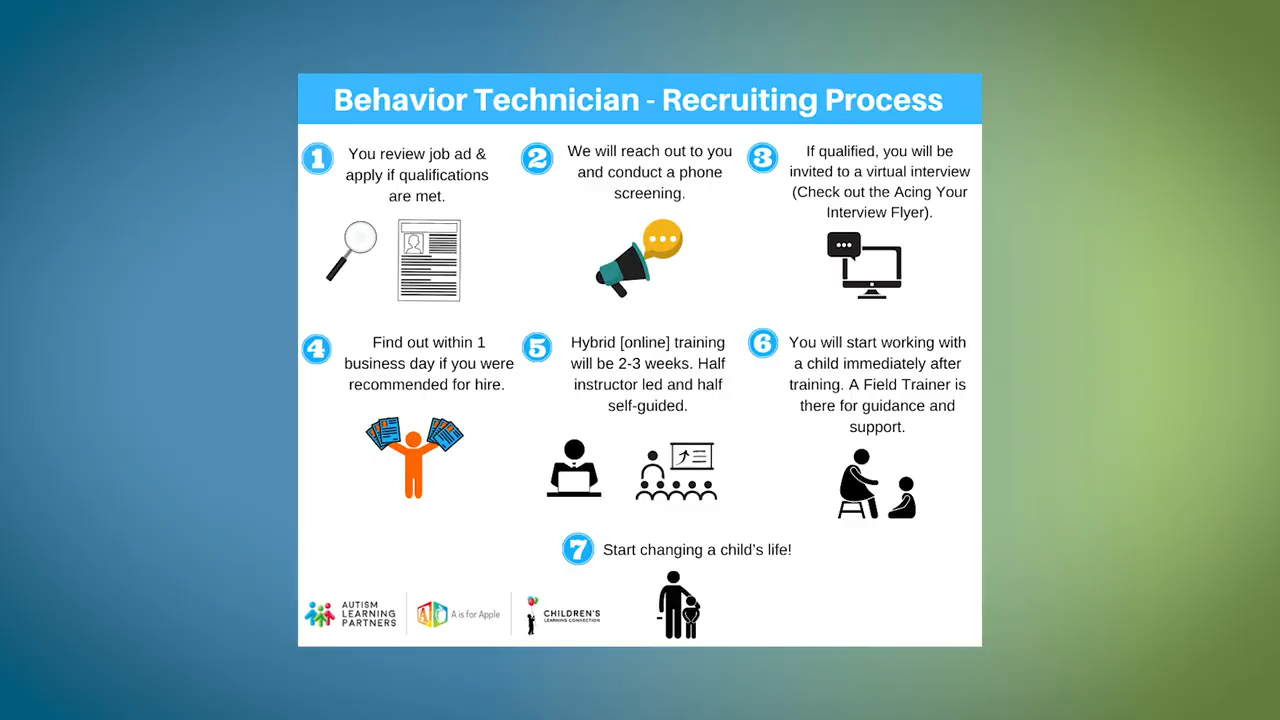 Behavior Technician - Recruiting Process
1
You review job ad &
apply if qualifications
are met.
2
We will reach out to you
and conduct a phone
screening.
3
If qualified, you will be
invited to a virtual interview
(Check out the Acing Your
Interview Flyer).
4
Find out within 1
business day if you were
recommended for hire.
5
Hybrid [online] training
will be 2-3 weeks. Half
instructor led and half
self-guided.
6
You will start working with
a child immediately after
training. A Field Trainer is
there for guidance and
support.
7
Start changing a child's life!
AUTISM
LEARNING
PARTNERS
A is for Apple
CHILDREN'S
LEARNING CONNECTION